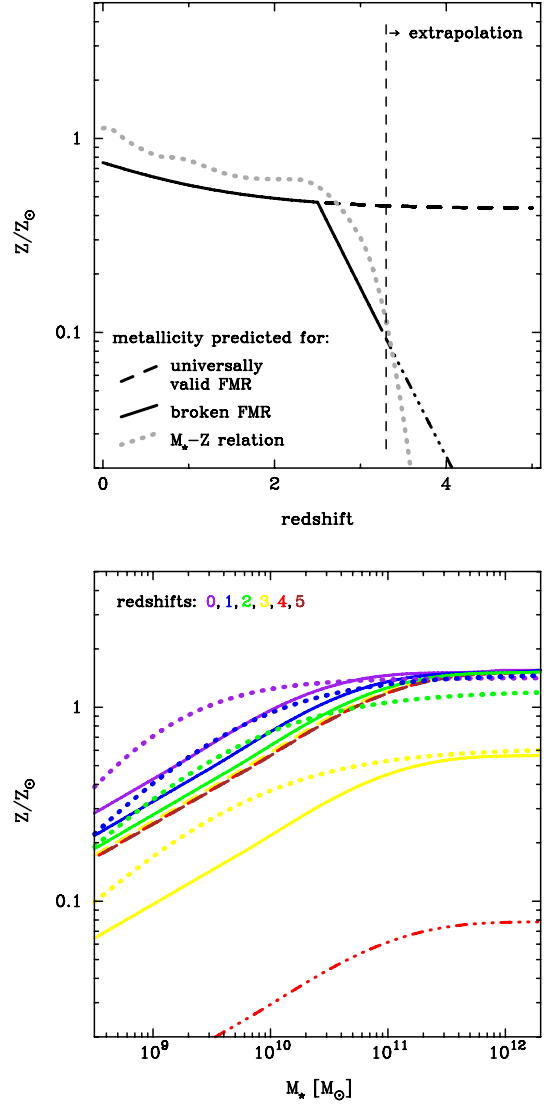 → extrapolation
1
Z/Z⊙
0.1
metallicity predicted for:
universally
valid FMR
broken FMR
M⋆−Z relation
0 2 4
redshift
redshifts: 0, 1, 2, 3, 4, 5
1
Z/Z⊙
0.1
10⁹ 10¹⁰ 10¹¹ 10¹²
M⋆ [M⊙]